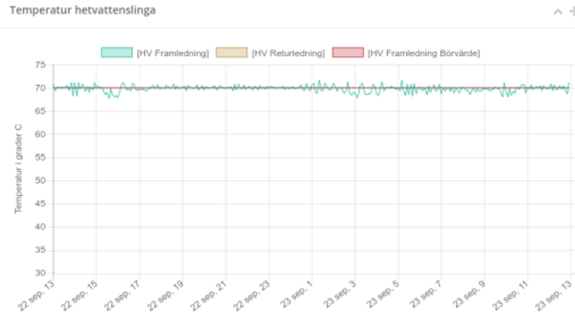 Temperatur hetvattenslinga
[HV Framledning] [HV Returledning] [HV Framledning Börvärde]
Temperatur i grader C
75
70
65
60
55
50
45
40
35
30
22 sep, 13
22 sep, 15
22 sep, 17
22 sep, 19
22 sep, 21
22 sep, 23
23 sep, 1
23 sep, 3
23 sep, 5
23 sep, 7
23 sep, 9
23 sep, 11
23 sep, 13